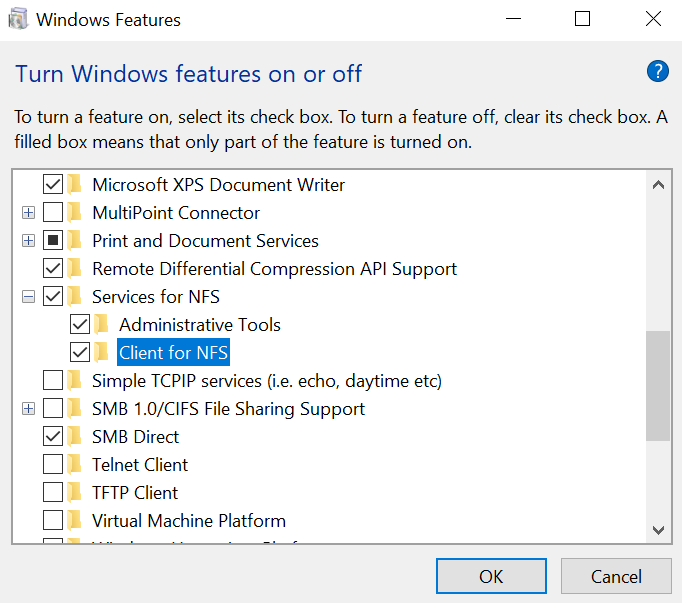 Windows Features
Turn Windows features on or off
?
To turn a feature on, select its check box. To turn a feature off, clear its check box. A
filled box means that only part of the feature is turned on.
Microsoft XPS Document Writer
MultiPoint Connector
Print and Document Services
Remote Differential Compression API Support
Services for NFS
Administrative Tools
Client for NFS
Simple TCPIP services (i.e. echo, daytime etc)
SMB 1.0/CIFS File Sharing Support
SMB Direct
Telnet Client
TFTP Client
Virtual Machine Platform
OK
Cancel